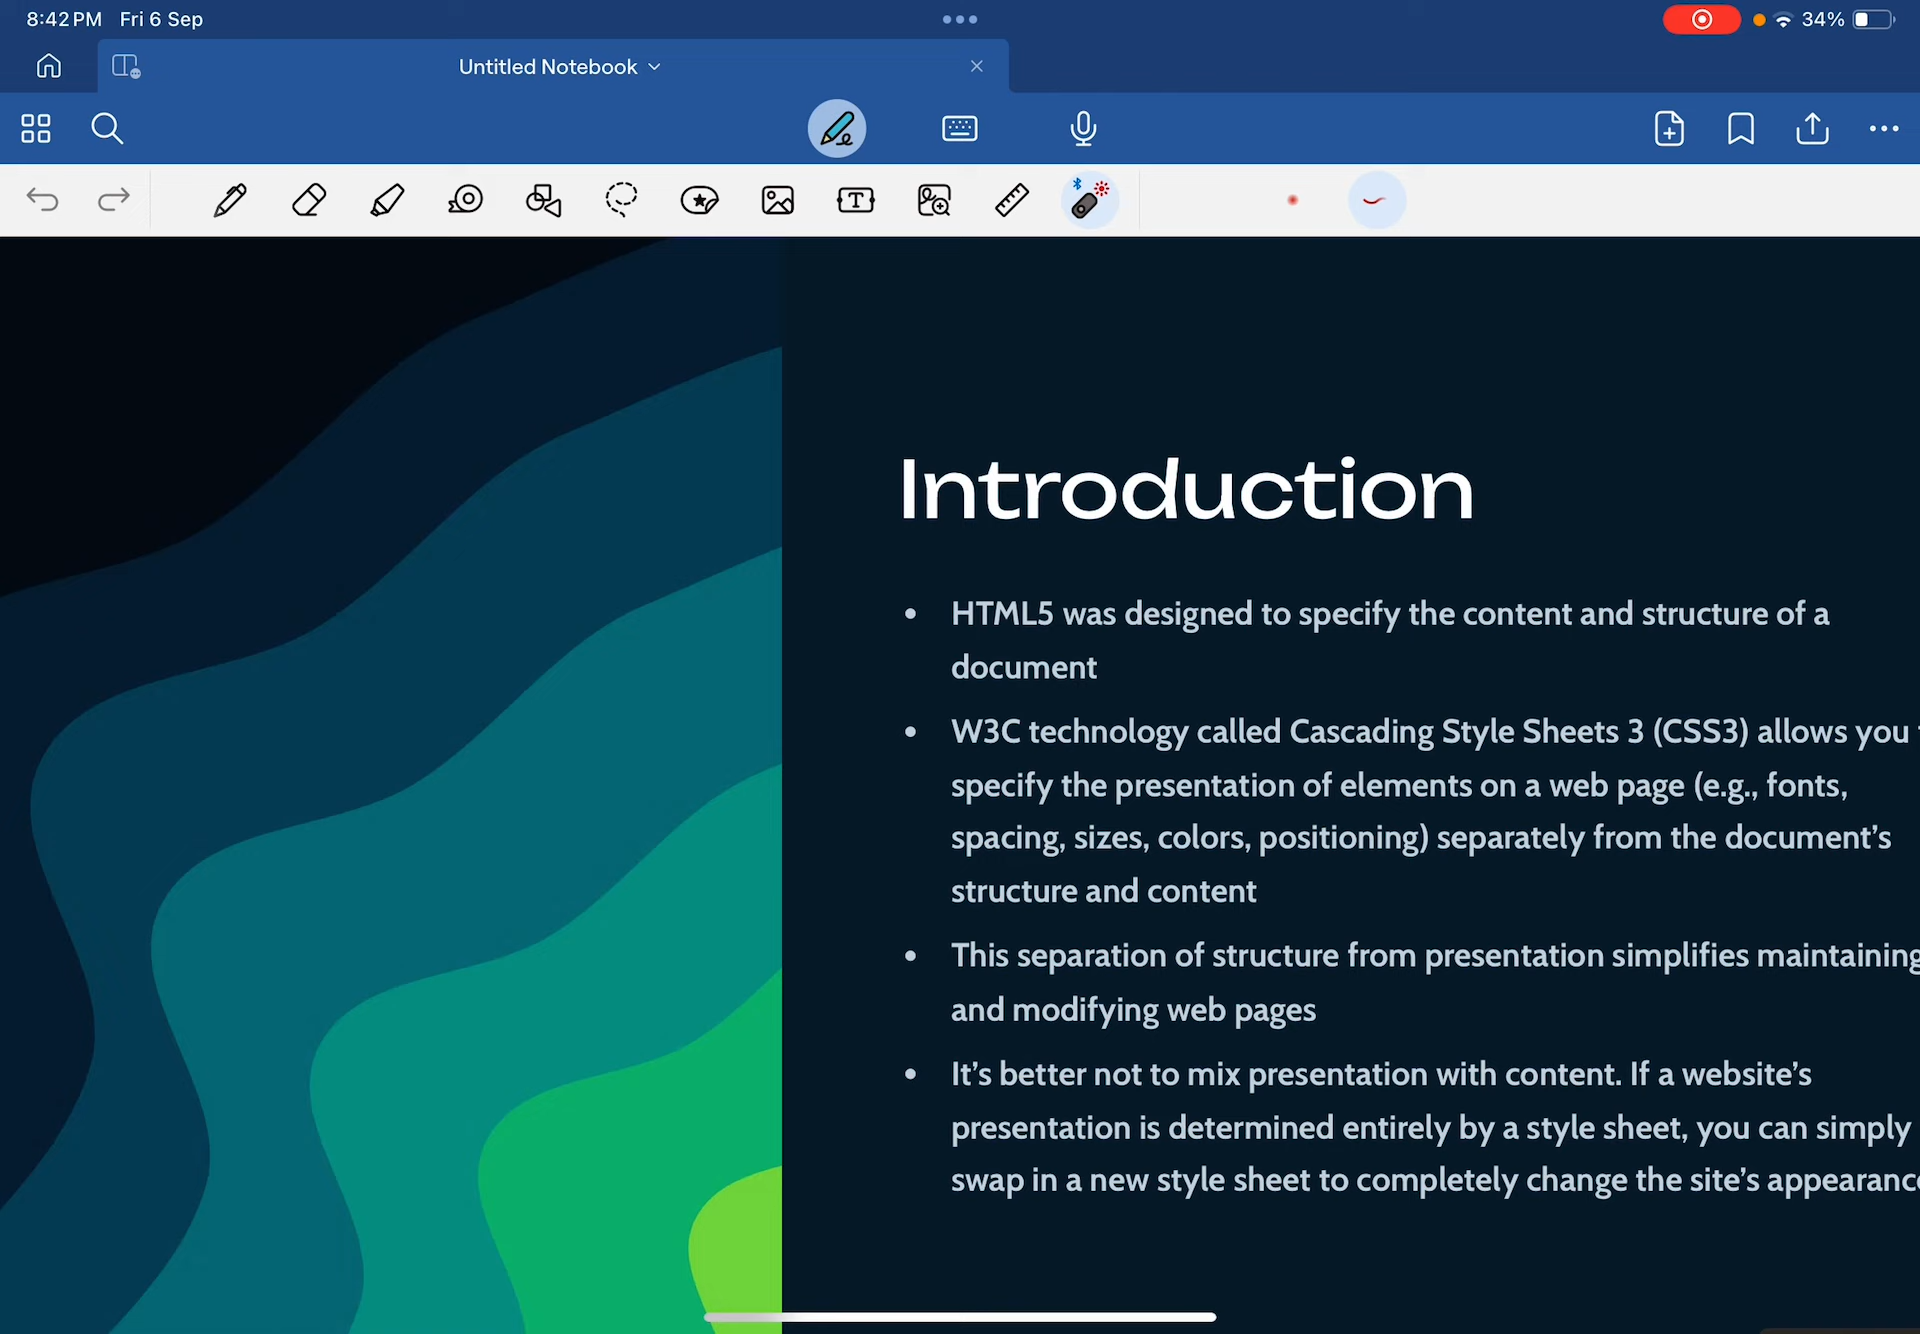 8:42 PM Fri 6 Sep
34%
Untitled Notebook
Introduction
• HTML5 was designed to specify the content and structure of a
document
• W3C technology called Cascading Style Sheets 3 (CSS3) allows you
specify the presentation of elements on a web page (e.g., fonts,
spacing, sizes, colors, positioning) separately from the document's
structure and content
• This separation of structure from presentation simplifies maintaining
and modifying web pages
• It's better not to mix presentation with content. If a website's
presentation is determined entirely by a style sheet, you can simply
swap in a new style sheet to completely change the site's